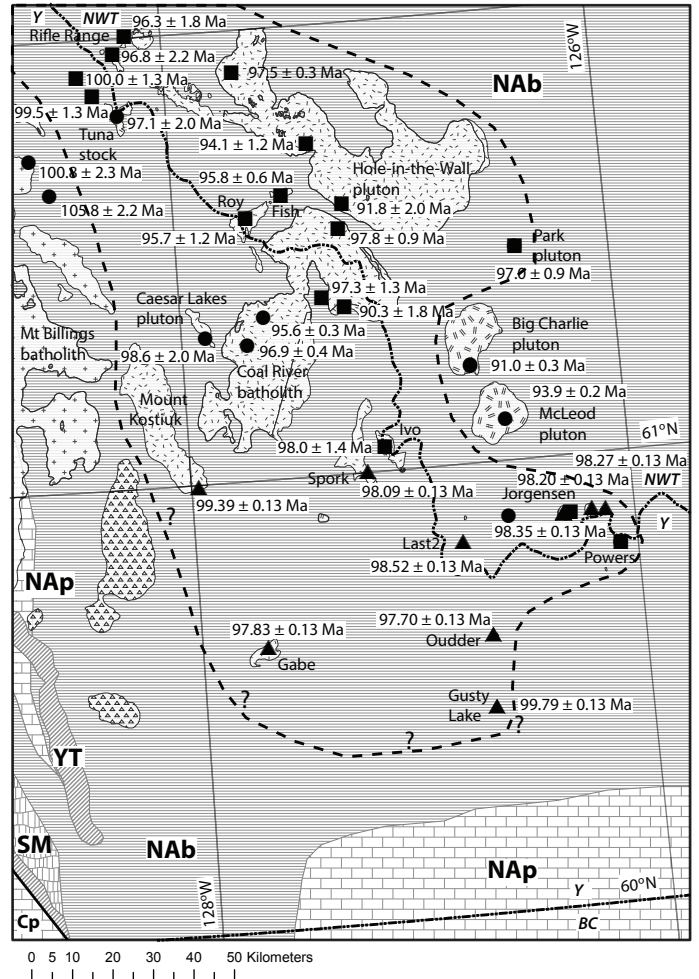 96.3 ± 1.8 Ma
Y NWT
Rifle Range
96.8 ± 2.2 Ma
126°W
97.5 ± 0.3 Ma
100.0 ± 1.3 Ma
NAb
99.5 ± 1.3 Ma
97.1 ± 2.0 Ma
Tuna
stock
94.1 ± 1.2 Ma
100.8 ± 2.3 Ma
Hole-in-the-Wall
pluton
95.8 ± 0.6 Ma
105.8 ± 2.2 Ma
Roy
Fish
91.8 ± 2.0 Ma
95.7 ± 1.2 Ma
97.8 ± 0.9 Ma
Park
pluton
97.0 ± 0.9 Ma
97.3 ± 1.3 Ma
Caesar Lakes
pluton
90.3 ± 1.8 Ma
Mt Billings
batholith
95.6 ± 0.3 Ma
Big Charlie
pluton
98.6 ± 2.0 Ma
96.9 ± 0.4 Ma
91.0 ± 0.3 Ma
Coal River
batholith
93.9 ± 0.2 Ma
Mount
Kostiuk
McLeod
pluton
Ivo
61°N
98.0 ± 1.4 Ma
98.27 ± 0.13 Ma
Spork
98.20 ± 0.13 Ma
NWT
98.09 ± 0.13 Ma
Jorgensen
99.39 ± 0.13 Ma
?
Y
98.35 ± 0.13 Ma
Last2
Powers
98.52 ± 0.13 Ma
NAp
97.83 ± 0.13 Ma
97.70 ± 0.13 Ma
Oudder
Gabe
?
Gusty
Lake
99.79 ± 0.13 Ma
?
?
YT
SM
NAb
NAp
128°W
Y
60°N
Cp
BC
0 5 10 20 30 40 50 Kilometers